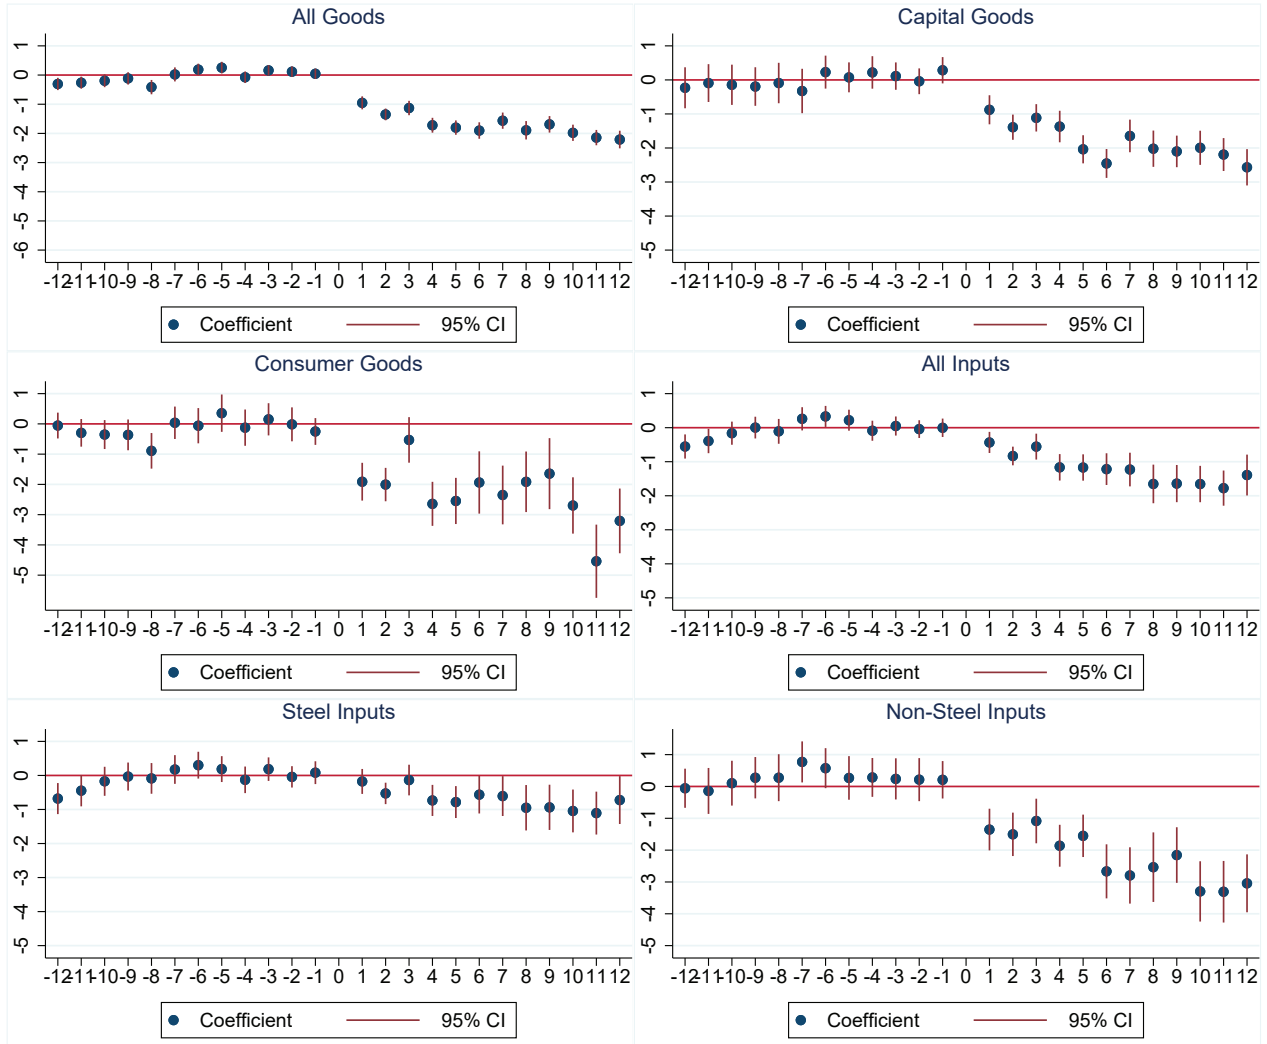 All Goods
1
0
-1
-2
-3
-4
-5
-6
-12 -11 -10 -9 -8 -7 -6 -5 -4 -3 -2 -1 0 1 2 3 4 5 6 7 8 9 10 11 12
Coefficient 95% CI
Capital Goods
1
0
-1
-2
-3
-4
-5
-12 -11 -10 -9 -8 -7 -6 -5 -4 -3 -2 -1 0 1 2 3 4 5 6 7 8 9 10 11 12
Coefficient 95% CI
Consumer Goods
1
0
-1
-2
-3
-4
-5
-12 -11 -10 -9 -8 -7 -6 -5 -4 -3 -2 -1 0 1 2 3 4 5 6 7 8 9 10 11 12
Coefficient 95% CI
All Inputs
1
0
-1
-2
-3
-4
-5
-12 -11 -10 -9 -8 -7 -6 -5 -4 -3 -2 -1 0 1 2 3 4 5 6 7 8 9 10 11 12
Coefficient 95% CI
Steel Inputs
1
0
-1
-2
-3
-4
-5
-12 -11 -10 -9 -8 -7 -6 -5 -4 -3 -2 -1 0 1 2 3 4 5 6 7 8 9 10 11 12
Coefficient 95% CI
Non-Steel Inputs
1
0
-1
-2
-3
-4
-5
-12 -11 -10 -9 -8 -7 -6 -5 -4 -3 -2 -1 0 1 2 3 4 5 6 7 8 9 10 11 12
Coefficient 95% CI